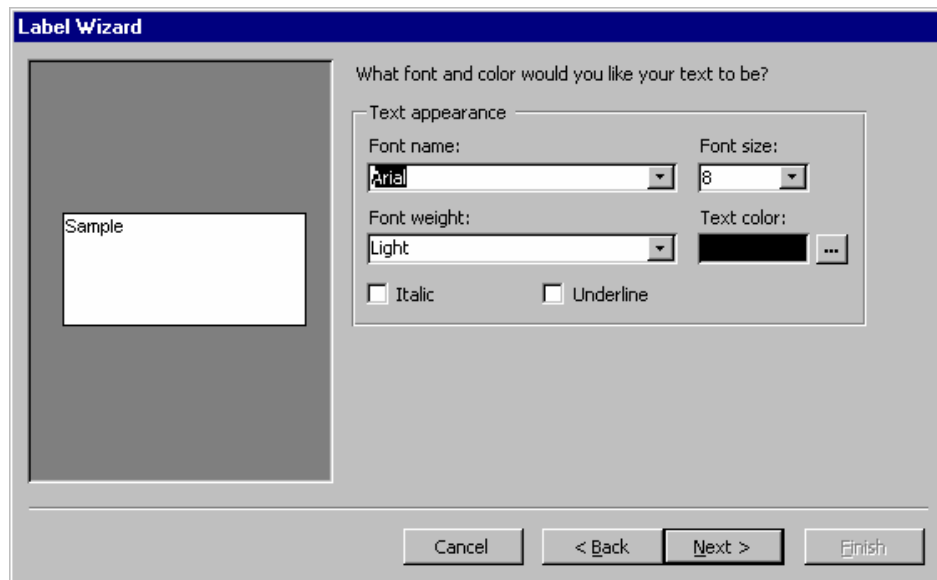 Label Wizard
What font and color would you like your text to be?
Text appearance
Font name: Font size:
Arial 8
Sample
Font weight: Text color:
Light ...
Italic Underline
Cancel < Back Next > Finish